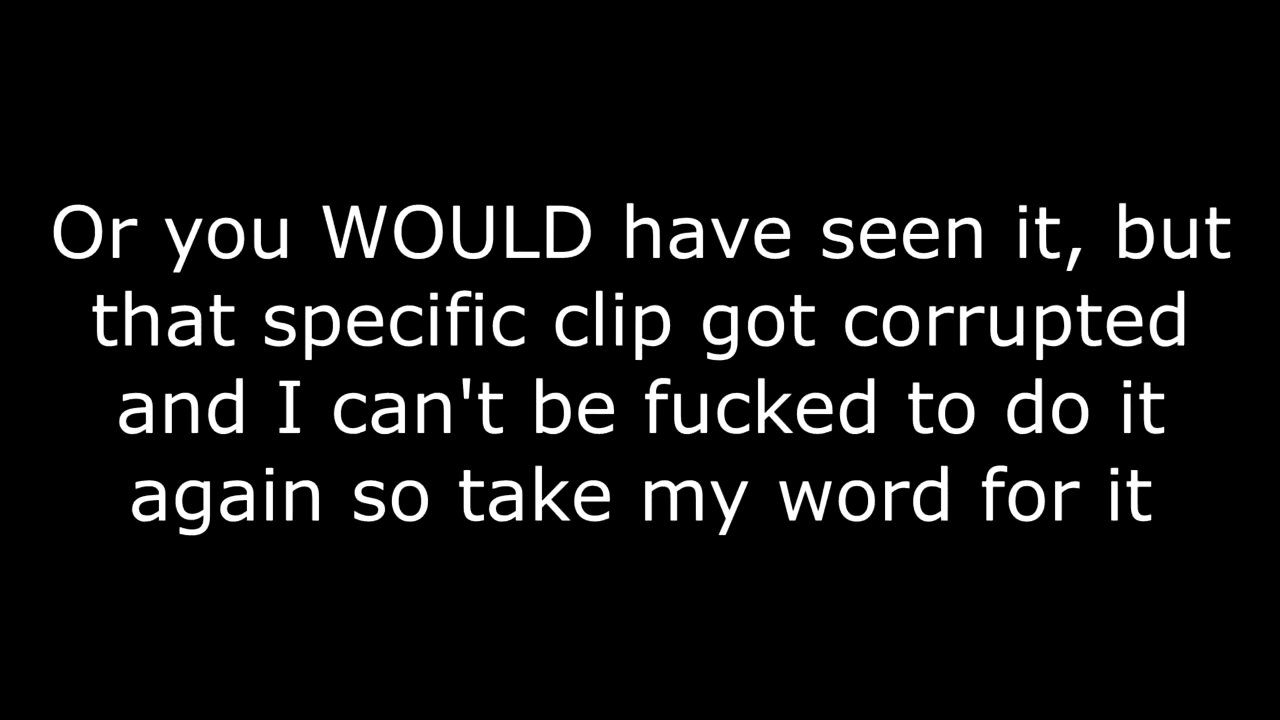 Or you WOULD have seen it, but
that specific clip got corrupted
and I can't be fucked to do it
again so take my word for it